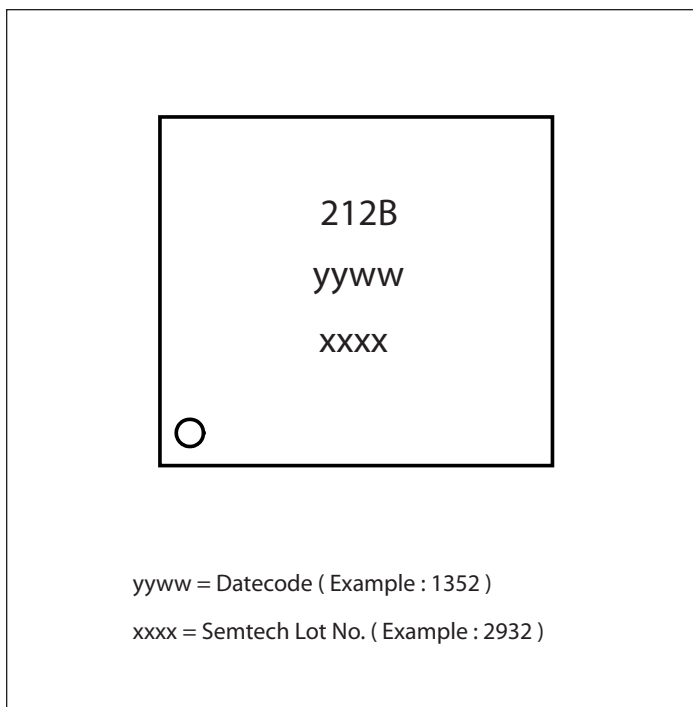 212B
yyww
xxxx
yyww = Datecode ( Example : 1352 )
xxxx = Semtech Lot No. ( Example : 2932 )